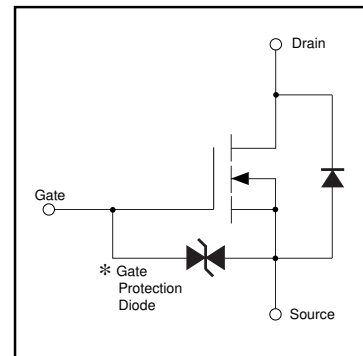 Drain
Gate
* Gate
Protection
Diode
Source